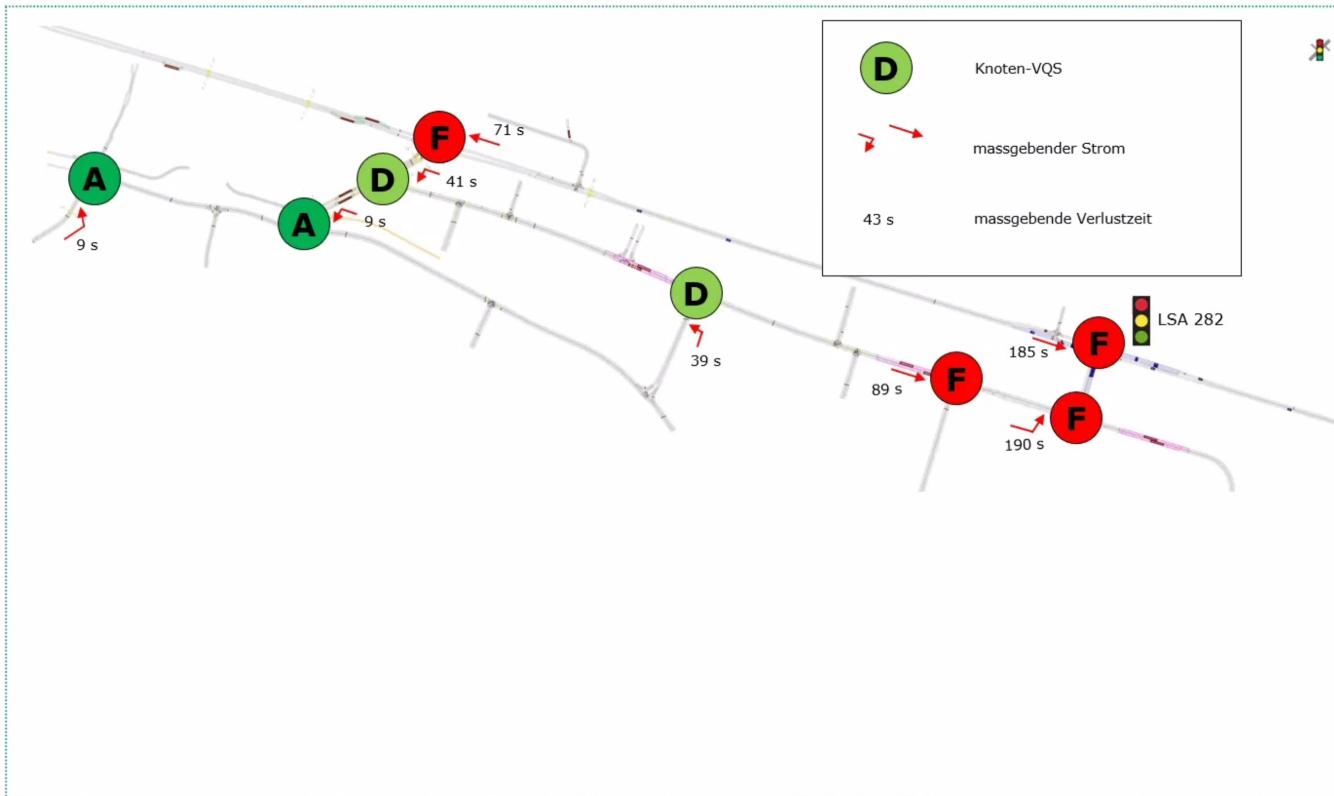 D
Knoten-VQS
massgebender Strom
43 s
massgebende Verlustzeit
F
71 s
D
41 s
A
9 s
A
9 s
D
39 s
F
89 s
F
185 s
LSA 282
F
190 s